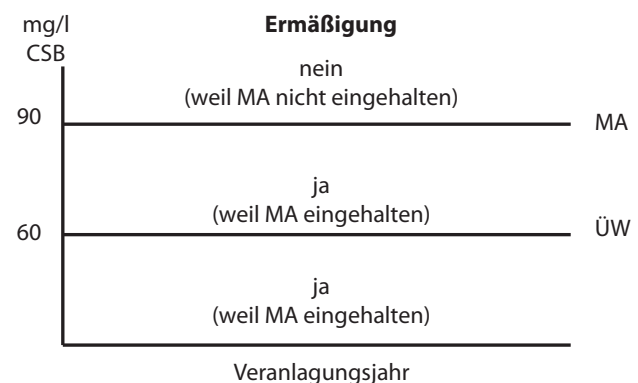 mg/l
CSB
Ermäßigung
nein
(weil MA nicht eingehalten)
90
MA
ja
(weil MA eingehalten)
60
ÜW
ja
(weil MA eingehalten)
Veranlagungsjahr